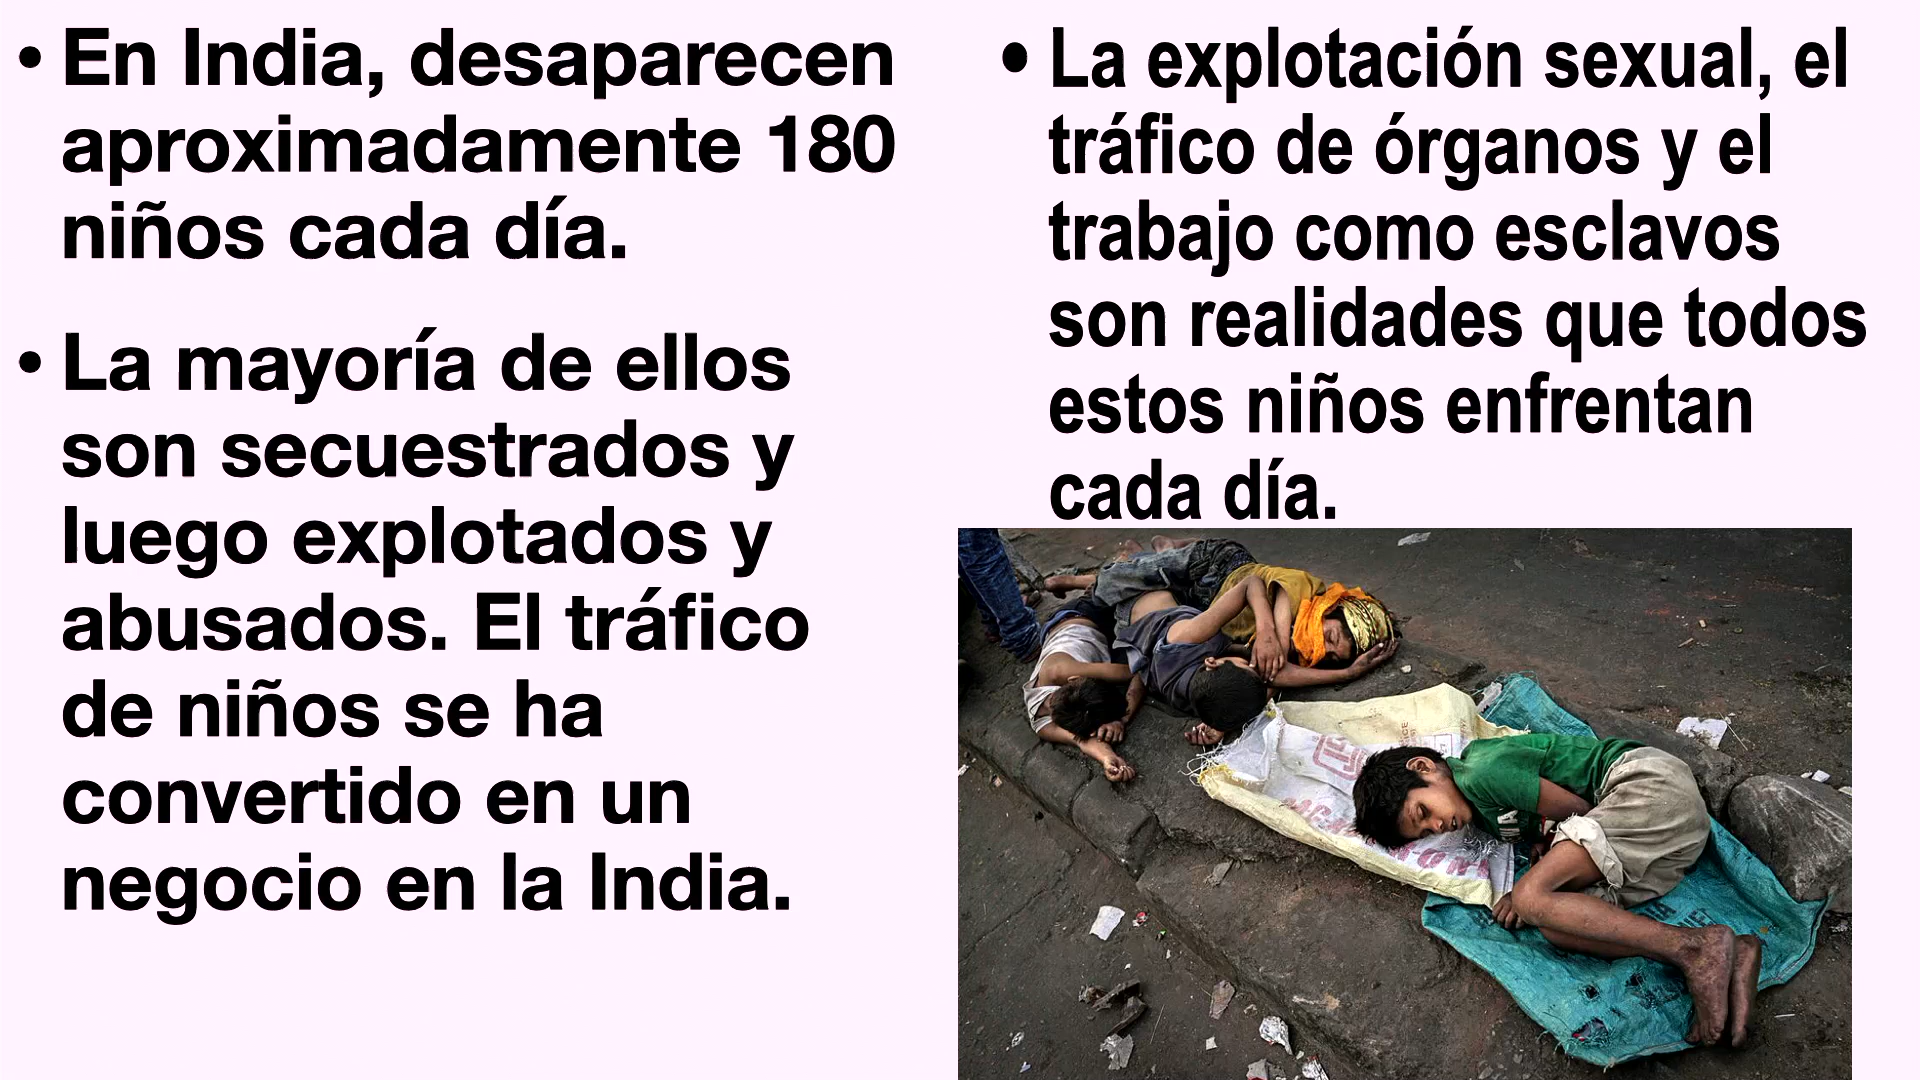 • En India, desaparecen
aproximadamente 180
niños cada día.
• La mayoría de ellos
son secuestrados y
luego explotados y
abusados. El tráfico
de niños se ha
convertido en un
negocio en la India.
• La explotación sexual, el
tráfico de órganos y el
trabajo como esclavos
son realidades que todos
estos niños enfrentan
cada día.